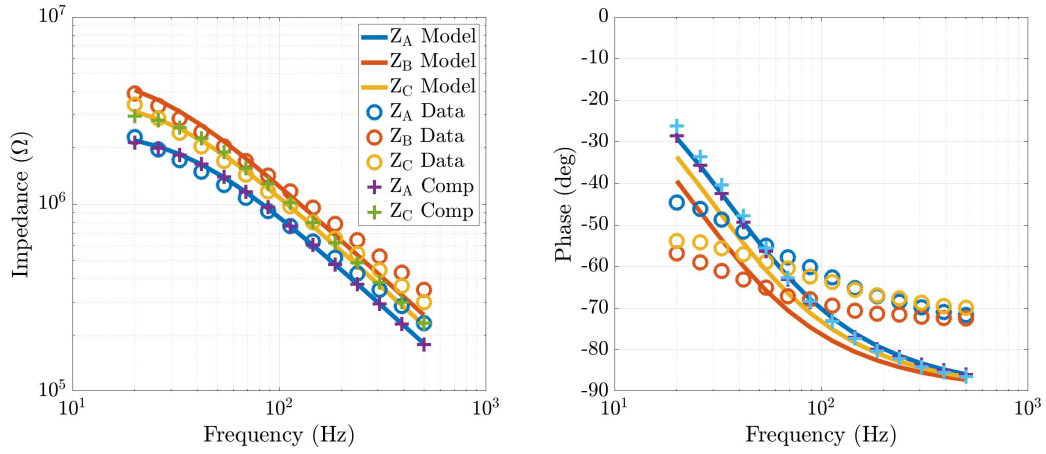 10^7
10^6
10^5
Impedance (Ω)
10^1
10^2
10^3
Frequency (Hz)
Z_A Model
Z_B Model
Z_C Model
Z_A Data
Z_B Data
Z_C Data
Z_A Comp
Z_C Comp
0
-10
-20
-30
-40
-50
-60
-70
-80
-90
Phase (deg)
10^1
10^2
10^3
Frequency (Hz)